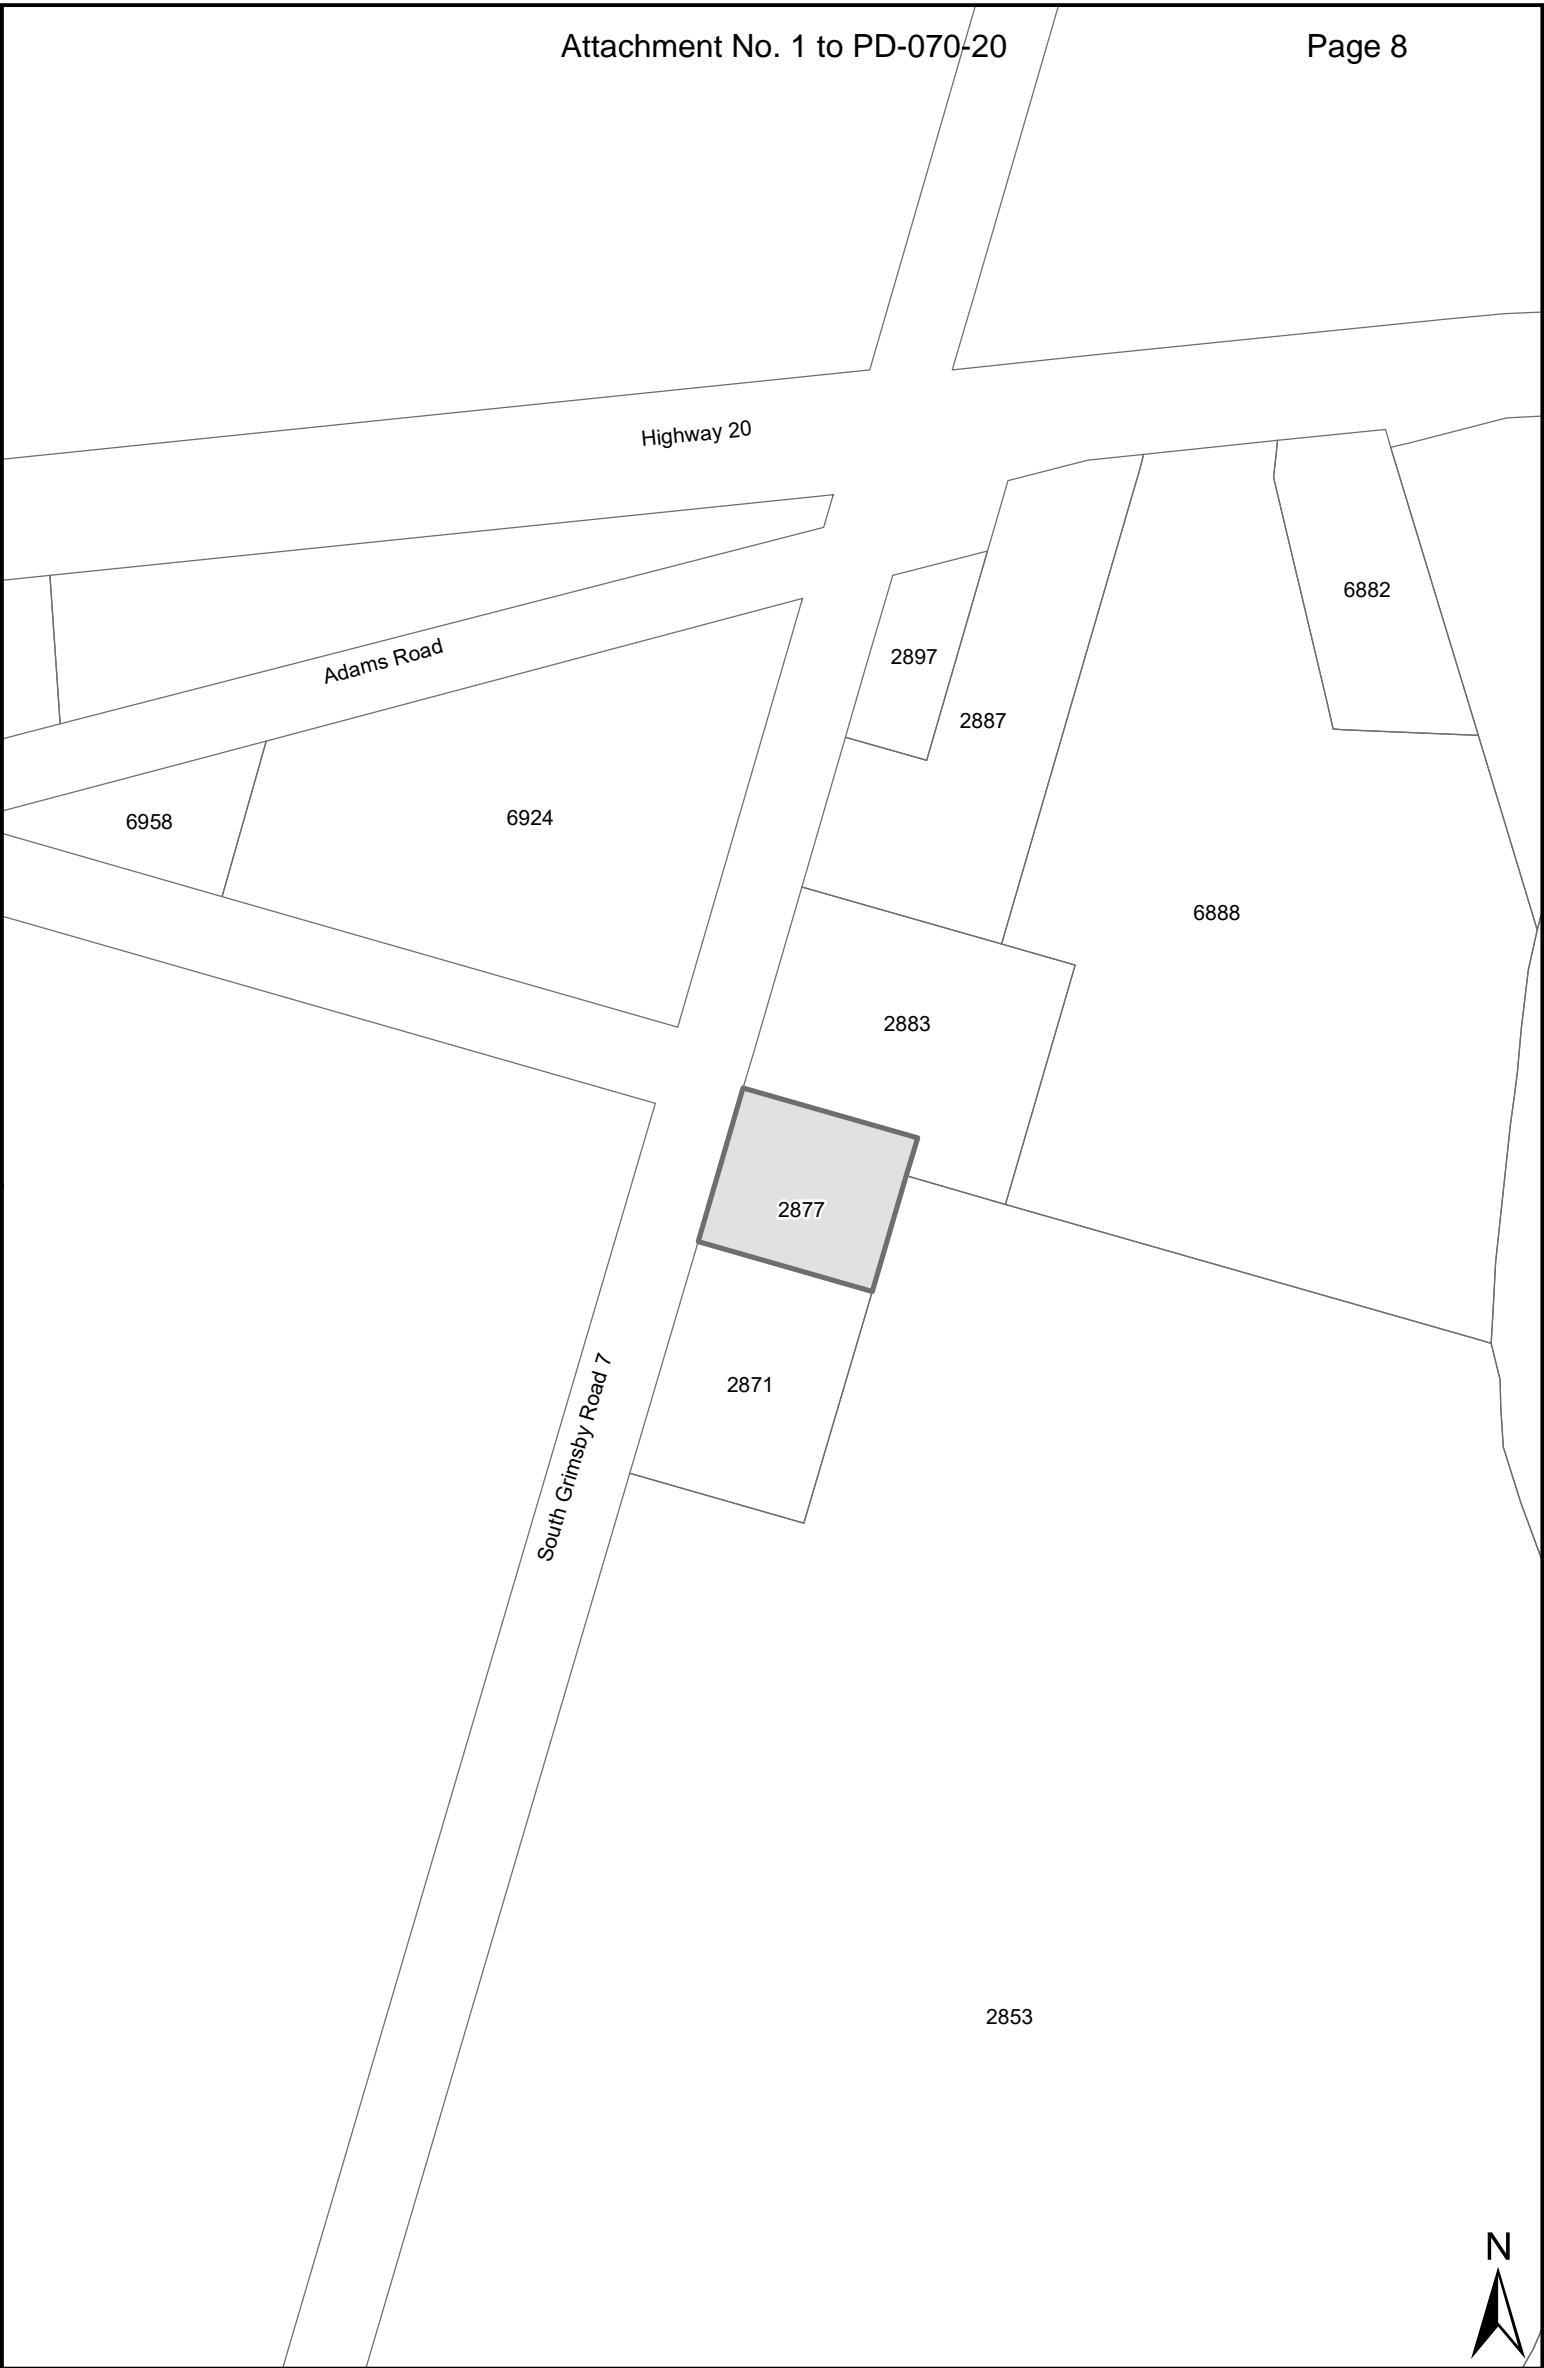 Attachment No. 1 to PD-070-20
Page 8
Highway 20
6882
Adams Road
2897
2887
6958
6924
6888
2883
2877
2871
South Grimsby Road 7
2853
N